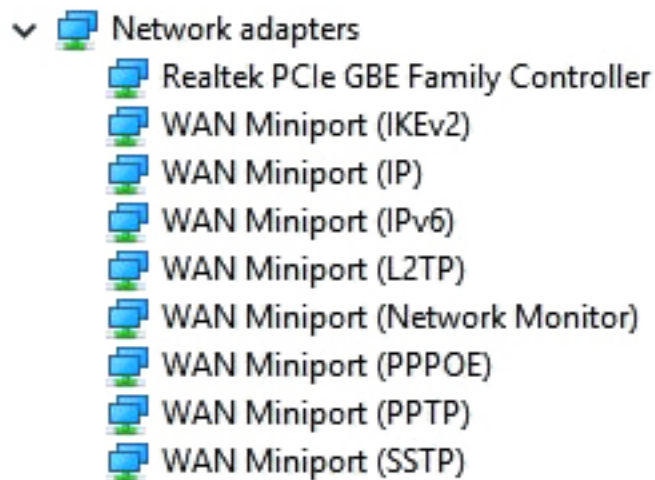 Network adapters
Realtek PCIe GBE Family Controller
WAN Miniport (IKEv2)
WAN Miniport (IP)
WAN Miniport (IPv6)
WAN Miniport (L2TP)
WAN Miniport (Network Monitor)
WAN Miniport (PPPOE)
WAN Miniport (PPTP)
WAN Miniport (SSTP)